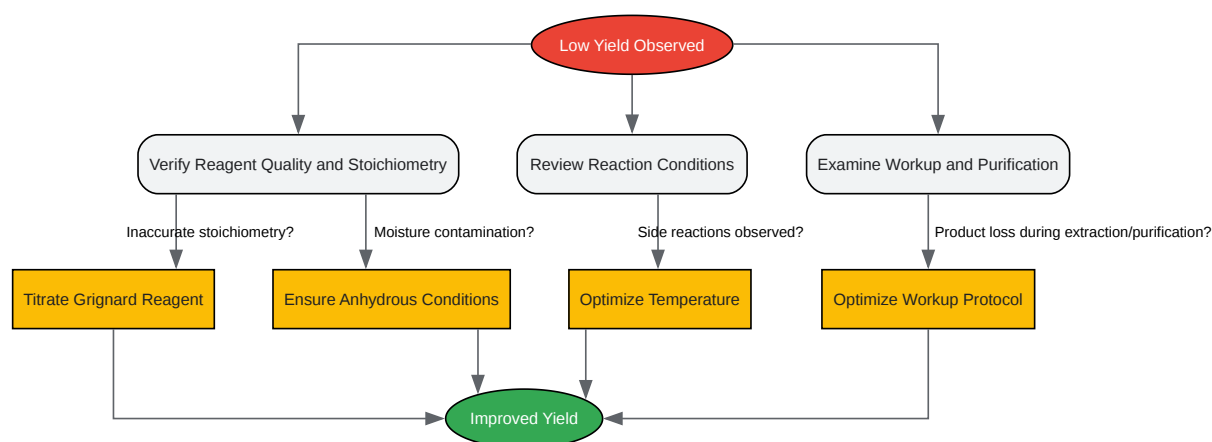 Low Yield Observed
Verify Reagent Quality and Stoichiometry
Review Reaction Conditions
Examine Workup and Purification
Inaccurate stoichiometry?
Moisture contamination?
Side reactions observed?
Product loss during extraction/purification?
Titrate Grignard Reagent
Ensure Anhydrous Conditions
Optimize Temperature
Optimize Workup Protocol
Improved Yield